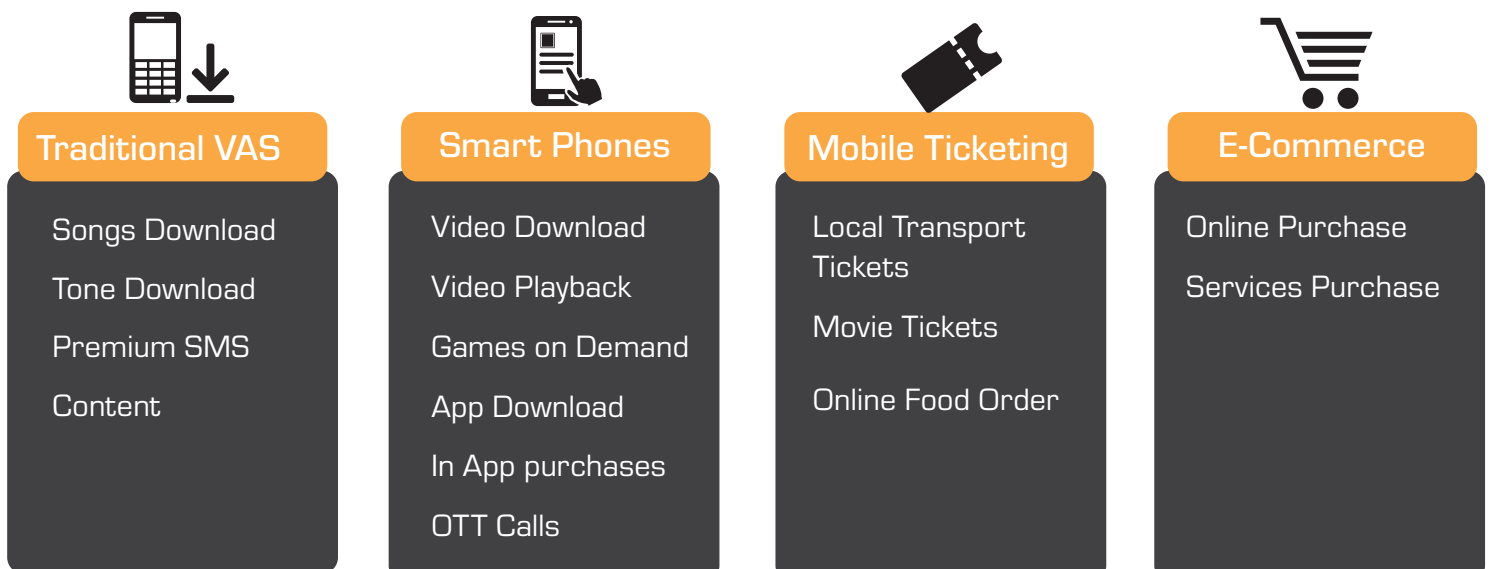 Traditional VAS
Songs Download
Tone Download
Premium SMS
Content
Smart Phones
Video Download
Video Playback
Games on Demand
App Download
In App purchases
OTT Calls
Mobile Ticketing
Local Transport
Tickets
Movie Tickets
Online Food Order
E-Commerce
Online Purchase
Services Purchase